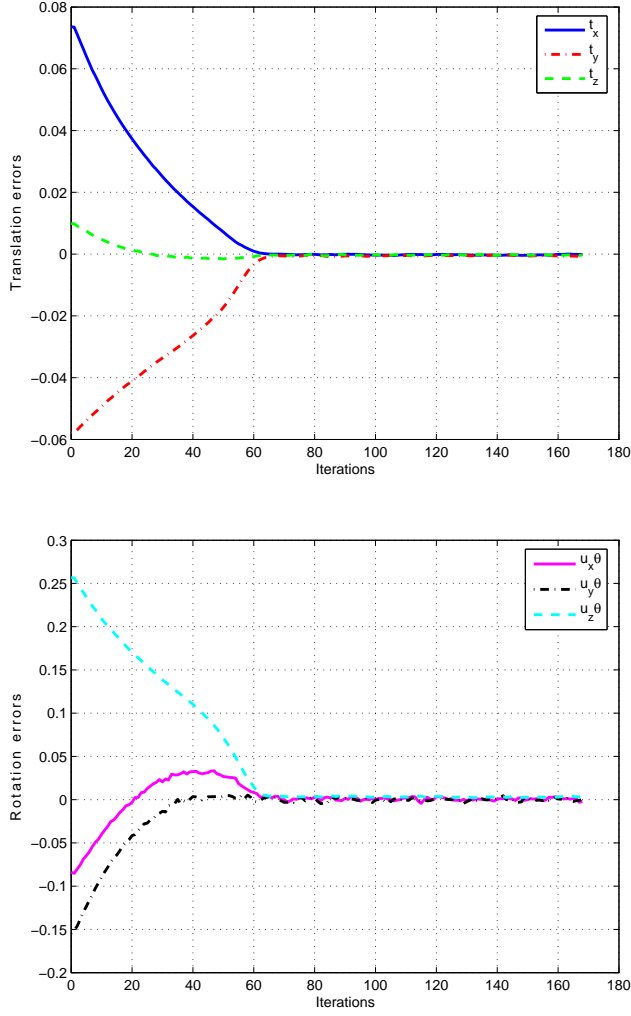 0.08
0.06
0.04
0.02
0
−0.02
−0.04
−0.06
Translation errors
t_x
t_y
t_z
0 20 40 60 80 100 120 140 160 180
Iterations
0.3
0.25
0.2
0.15
0.1
0.05
0
−0.05
−0.1
−0.15
−0.2
Rotation errors
u_xθ
u_yθ
u_zθ
0 20 40 60 80 100 120 140 160 180
Iterations